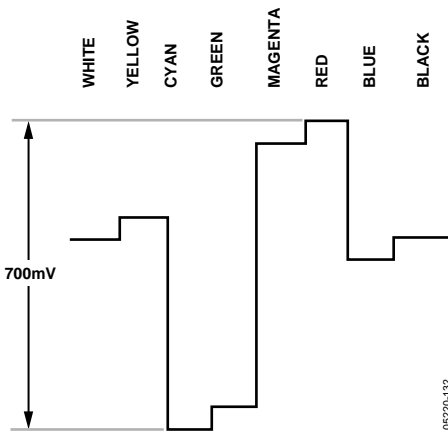 WHITE
YELLOW
CYAN
GREEN
MAGENTA
RED
BLUE
BLACK
700mV
05220-132